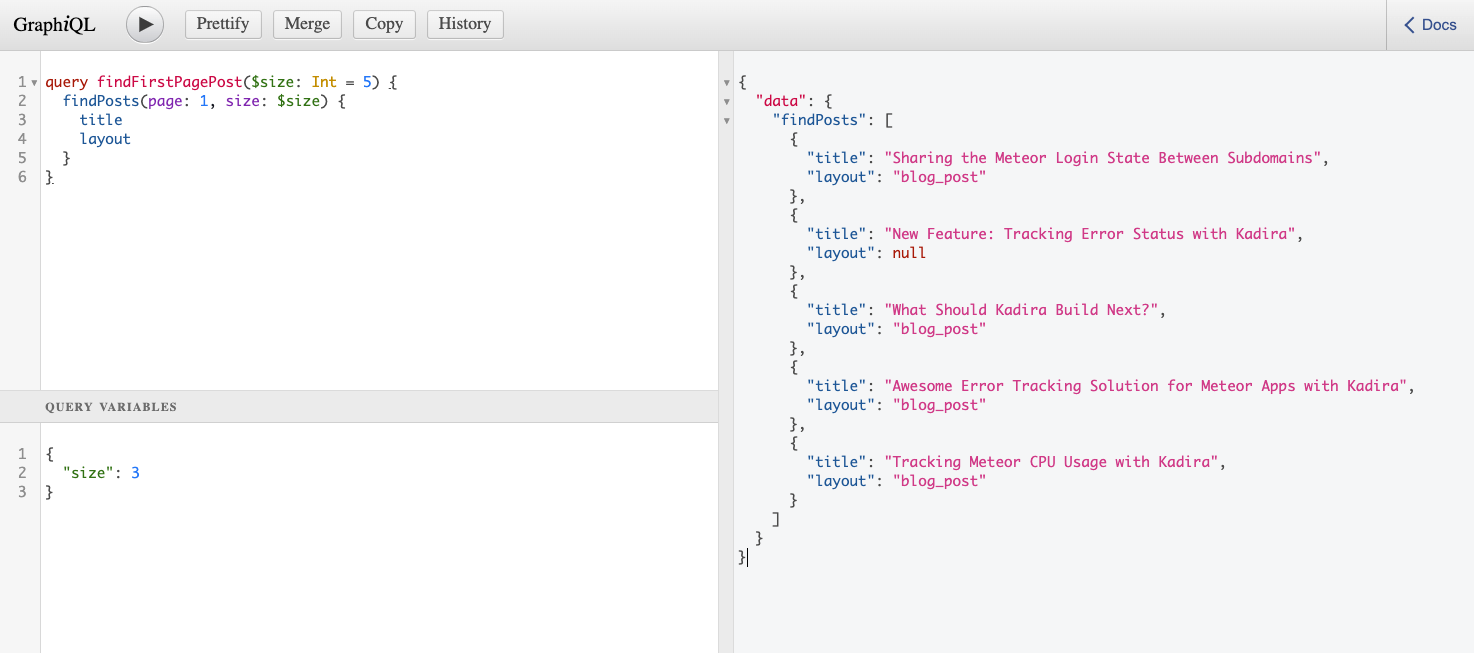 GraphiQL Prettify Merge Copy History Docs
1 query findFirstPagePost($size: Int = 5) {
2   findPosts(page: 1, size: $size) {
3     title
4     layout
5   }
6 }
QUERY VARIABLES
1 {
2   "size": 3
3 }
{
  "data": {
    "findPosts": [
      {
        "title": "Sharing the Meteor Login State Between Subdomains",
        "layout": "blog_post"
      },
      {
        "title": "New Feature: Tracking Error Status with Kadira",
        "layout": null
      },
      {
        "title": "What Should Kadira Build Next?",
        "layout": "blog_post"
      },
      {
        "title": "Awesome Error Tracking Solution for Meteor Apps with Kadira",
        "layout": "blog_post"
      },
      {
        "title": "Tracking Meteor CPU Usage with Kadira",
        "layout": "blog_post"
      }
    ]
  }
}